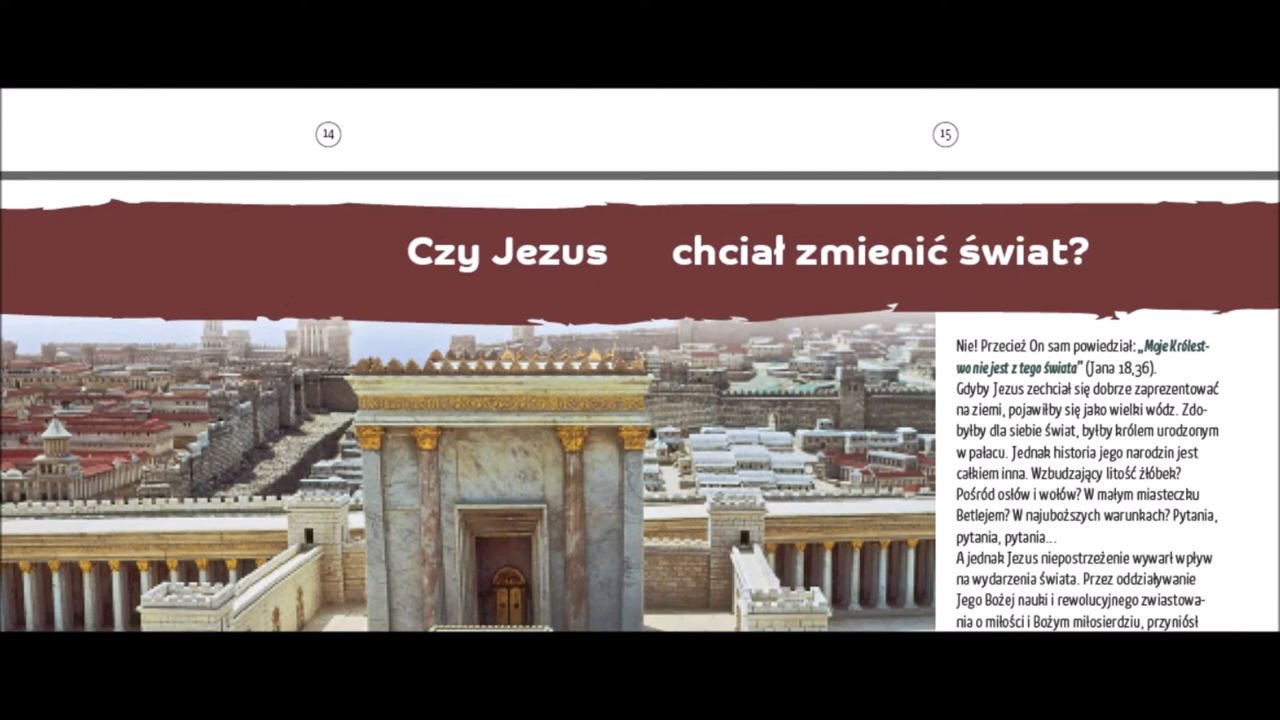 14
15
Czy Jezus chciał zmienić świat?
Nie! Przecież On sam powiedział: „Moje Królest-
wo nie jest z tego świata” (Jana 18,36).
Gdyby Jezus zechciał się dobrze zaprezentować
na ziemi, pojawiłby się jako wielki wódz. Zdo-
byłby dla siebie świat, byłby królem urodzonym
w pałacu. Jednak historia jego narodzin jest
całkiem inna. Wzbudzający litość żłóbek?
Pośród osłów i wołów? W małym miasteczku
Betlejem? W najuboższych warunkach? Pytania,
pytania, pytania...
A jednak Jezus niepostrzeżenie wywarł wpływ
na wydarzenia świata. Przez oddziaływanie
Jego Bożej nauki i rewolucyjnego zwiastowa-
nia o miłości i Bożym miłosierdziu, przyniósł